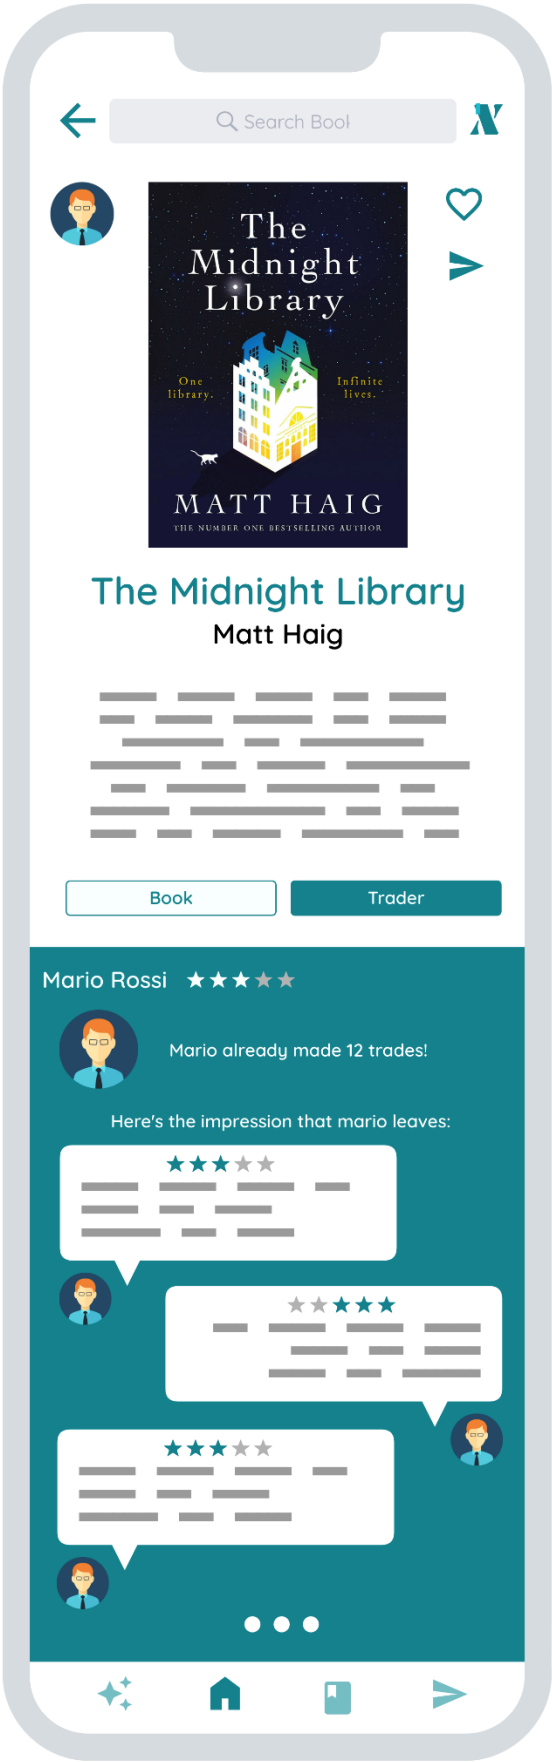 Search Book
The
Midnight
Library
One
library.
Infinite
lives.
MATT HAIG
THE NUMBER ONE BESTSELLING AUTHOR
The Midnight Library
Matt Haig
Book
Trader
Mario Rossi
Mario already made 12 trades!
Here's the impression that mario leaves: